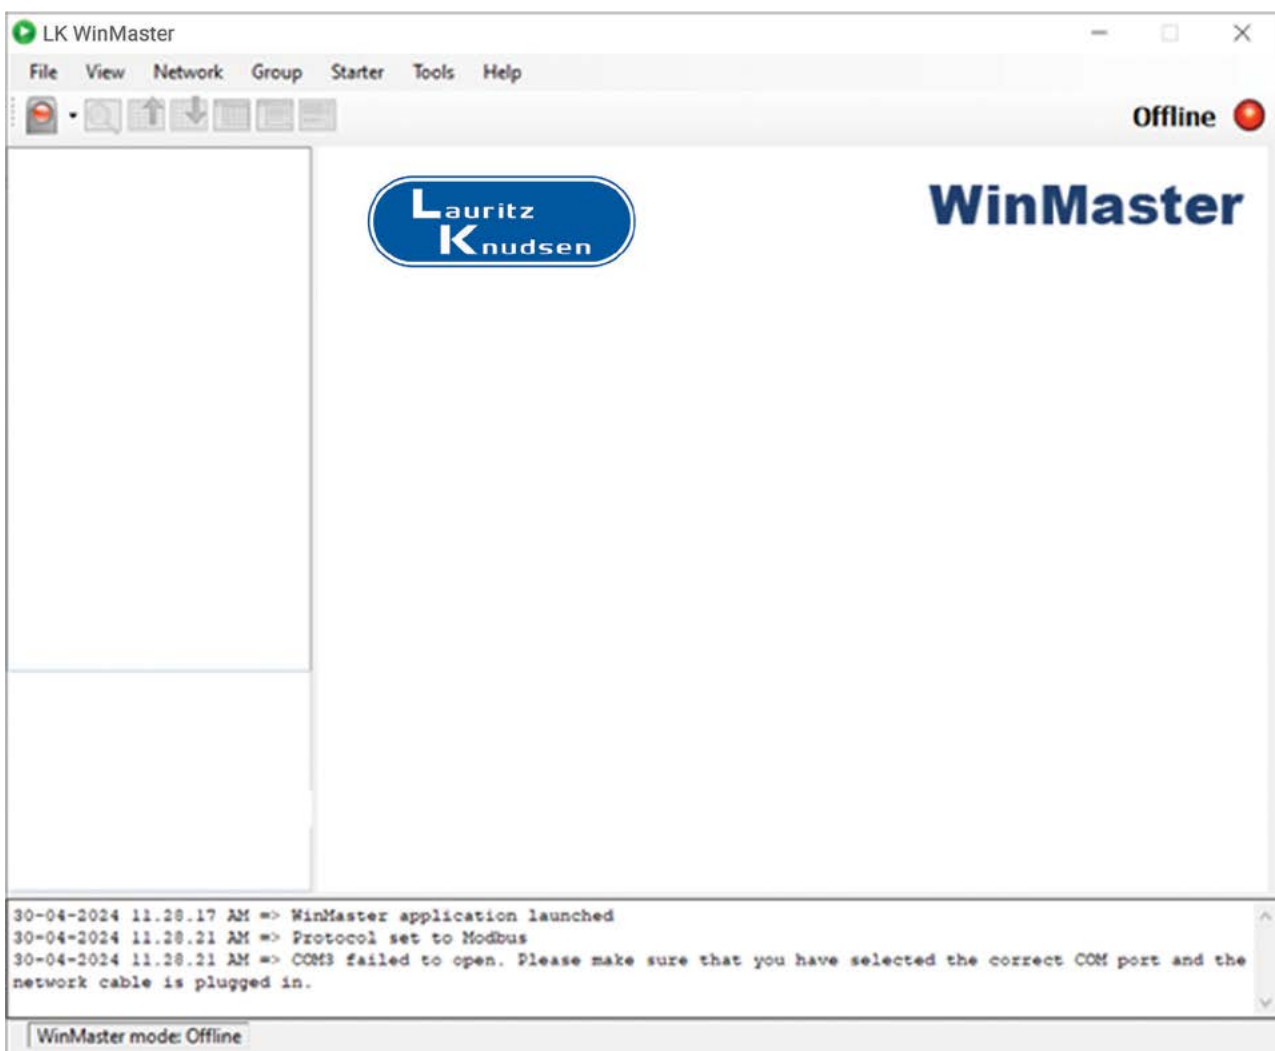 LK WinMaster
File View Network Group Starter Tools Help
Offline
Lauritz
Knudsen
WinMaster
30-04-2024 11.28.17 AM => WinMaster application launched
30-04-2024 11.28.21 AM => Protocol set to Modbus
30-04-2024 11.28.21 AM => COM3 failed to open. Please make sure that you have selected the correct COM port and the
network cable is plugged in.
WinMaster mode: Offline